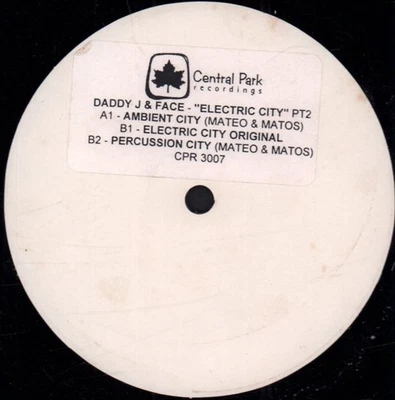 Central Park
recordings
DADDY J & FACE - "ELECTRIC CITY" PT2
A1 - AMBIENT CITY (MATEO & MATOS)
B1 - ELECTRIC CITY ORIGINAL
B2 - PERCUSSION CITY (MATEO & MATOS)
CPR 3007